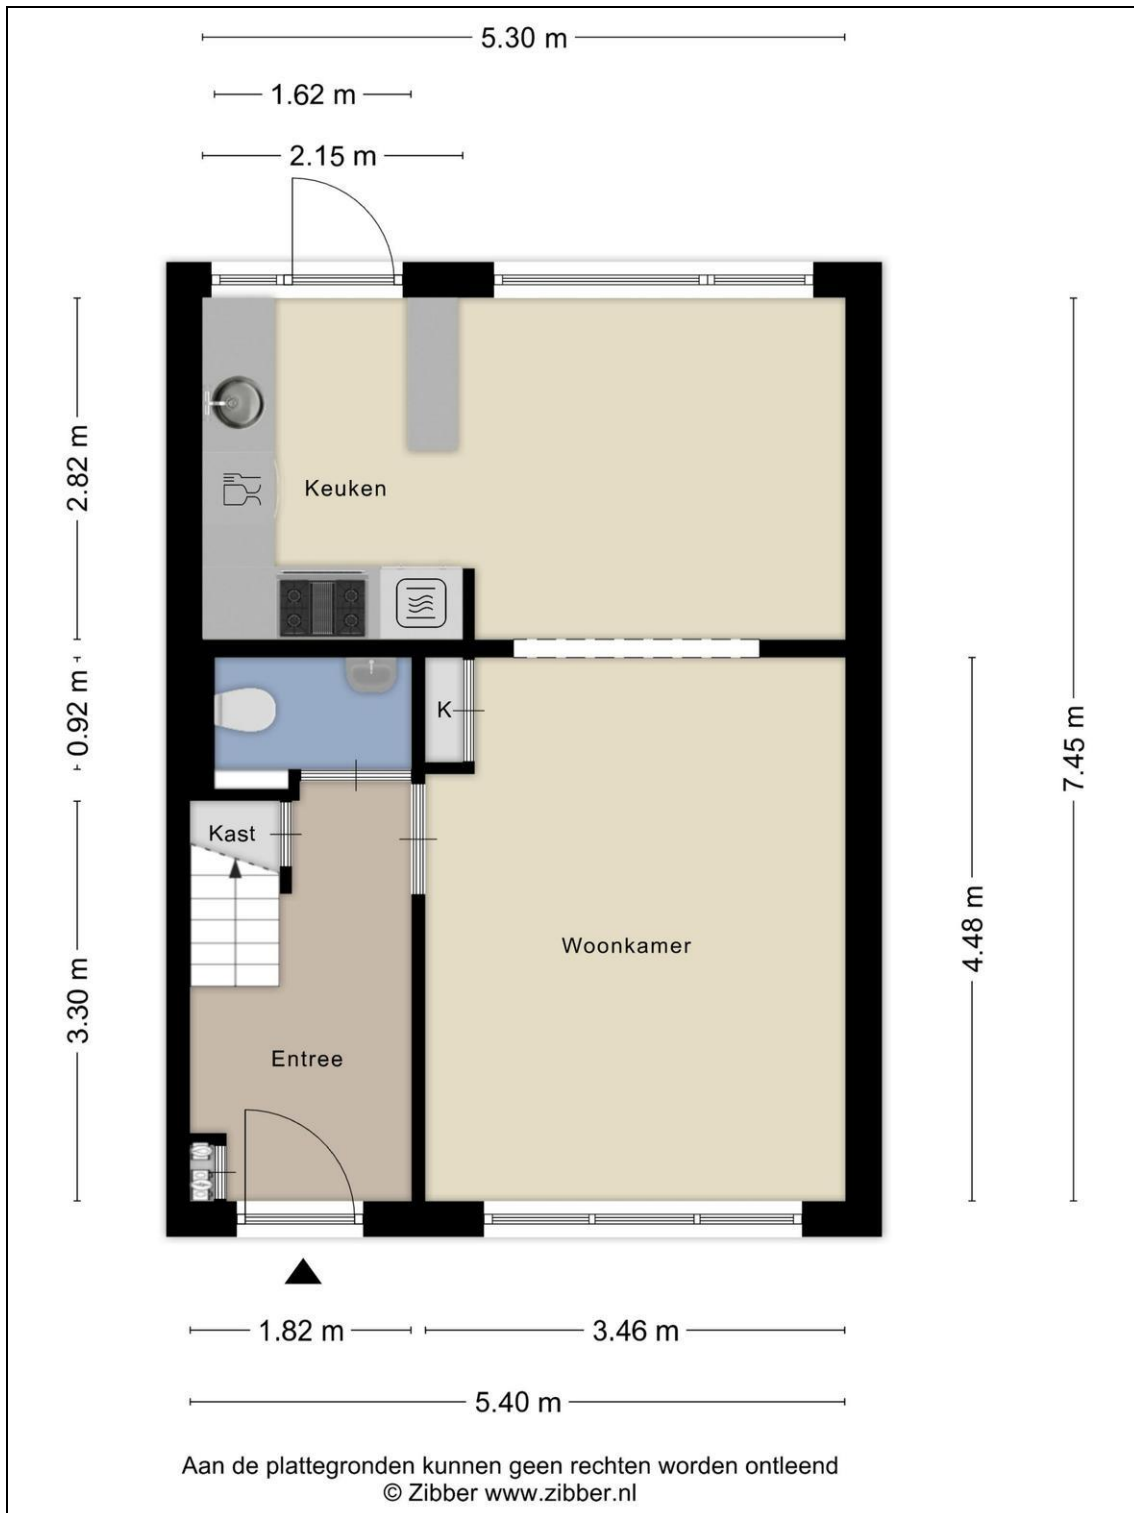 5.30 m
1.62 m
2.15 m
2.82 m
Keuken
0.92 m
K
7.45 m
Kast
4.48 m
Woonkamer
3.30 m
Entree
1.82 m
3.46 m
5.40 m
Aan de plattegronden kunnen geen rechten worden ontleend
© Zibber www.zibber.nl